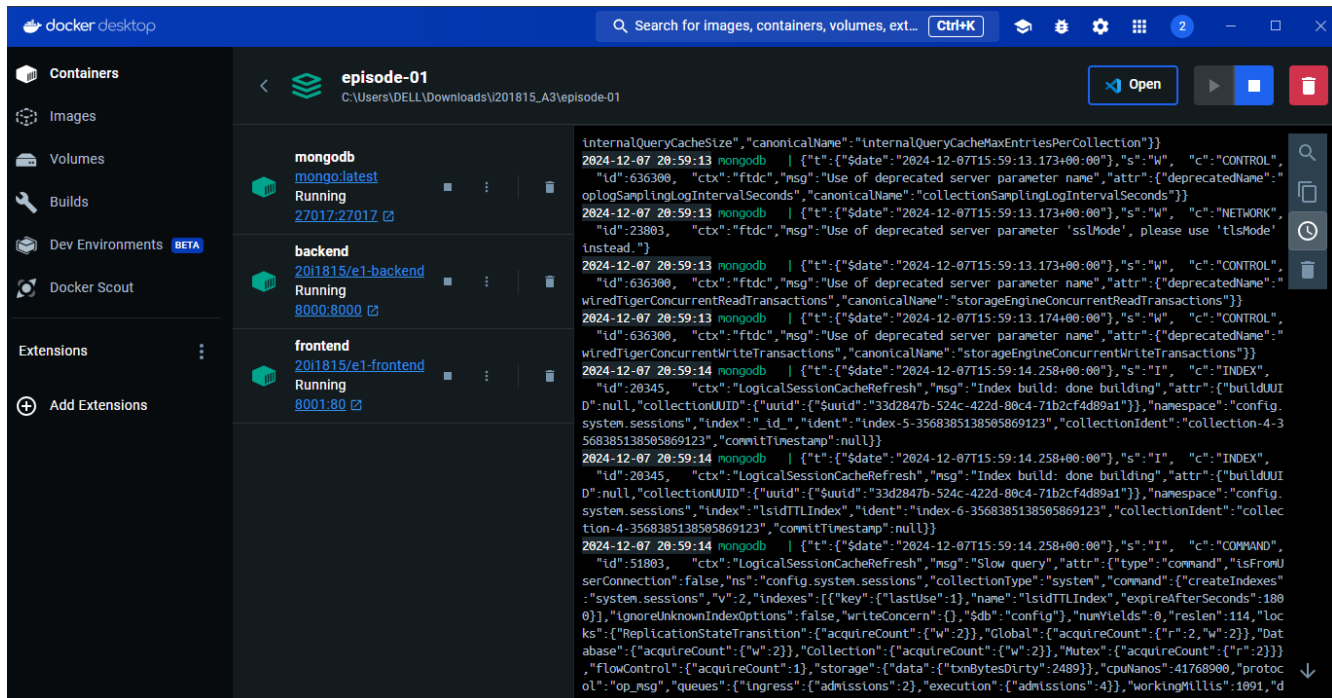 docker desktop
Search for images, containers, volumes, ext...
Ctrl+K
2
Containers
Images
Volumes
Builds
Dev Environments BETA
Docker Scout
Extensions
Add Extensions
episode-01
C:\Users\DELL\Downloads\i201815_A3\episode-01
Open
mongodb
mongo:latest
Running
27017:27017
backend
20i1815/e1-backend
Running
8000:8000
frontend
20i1815/e1-frontend
Running
8001:80
internalQueryCacheSize","canonicalName":"internalQueryCacheMaxEntriesPerCollection"}}
2024-12-07 20:59:13 mongodb | {"t":{"$date":"2024-12-07T15:59:13.173+00:00"},"s":"W", "c":"CONTROL",
"id":636300, "ctx":"ftdc","msg":"Use of deprecated server parameter name","attr":{"deprecatedName":"
oplogSamplingLogIntervalSeconds","canonicalName":"collectionSamplingLogIntervalSeconds"}}
2024-12-07 20:59:13 mongodb | {"t":{"$date":"2024-12-07T15:59:13.173+00:00"},"s":"W", "c":"NETWORK",
"id":23803, "ctx":"ftdc","msg":"Use of deprecated server parameter 'sslMode', please use 'tlsMode'
instead."}
2024-12-07 20:59:13 mongodb | {"t":{"$date":"2024-12-07T15:59:13.173+00:00"},"s":"W", "c":"CONTROL",
"id":636300, "ctx":"ftdc","msg":"Use of deprecated server parameter name","attr":{"deprecatedName":"
wiredTigerConcurrentReadTransactions","canonicalName":"storageEngineConcurrentReadTransactions"}}
2024-12-07 20:59:13 mongodb | {"t":{"$date":"2024-12-07T15:59:13.174+00:00"},"s":"W", "c":"CONTROL",
"id":636300, "ctx":"ftdc","msg":"Use of deprecated server parameter name","attr":{"deprecatedName":"
wiredTigerConcurrentWriteTransactions","canonicalName":"storageEngineConcurrentWriteTransactions"}}
2024-12-07 20:59:14 mongodb | {"t":{"$date":"2024-12-07T15:59:14.258+00:00"},"s":"I", "c":"INDEX",
"id":20345, "ctx":"LogicalSessionCacheRefresh","msg":"Index build: done building","attr":{"buildUUI
D":null,"collectionUUID":{"uuid":{"$uuid":"33d2847b-524c-422d-80c4-71b2cf4d89a1"}},"namespace":"config.
system.sessions","index":"_id_","ident":"index-5-3568385138505869123","collectionIdent":"collection-4-3
568385138505869123","commitTimestamp":null}}
2024-12-07 20:59:14 mongodb | {"t":{"$date":"2024-12-07T15:59:14.258+00:00"},"s":"I", "c":"INDEX",
"id":20345, "ctx":"LogicalSessionCacheRefresh","msg":"Index build: done building","attr":{"buildUUI
D":null,"collectionUUID":{"uuid":{"$uuid":"33d2847b-524c-422d-80c4-71b2cf4d89a1"}},"namespace":"config.
system.sessions","index":"lsidTTLIndex","ident":"index-6-3568385138505869123","collectionIdent":"collec
tion-4-3568385138505869123","commitTimestamp":null}}
2024-12-07 20:59:14 mongodb | {"t":{"$date":"2024-12-07T15:59:14.258+00:00"},"s":"I", "c":"COMMAND",
"id":51803, "ctx":"LogicalSessionCacheRefresh","msg":"Slow query","attr":{"type":"command","isFromU
serConnection":false,"ns":"config.system.sessions","collectionType":"system","command":{"createIndexes"
:"system.sessions","v":2,"indexes":[{"key":{"lastUse":1},"name":"lsidTTLIndex","expireAfterSeconds":180
0}],"ignoreUnknownIndexOptions":false,"writeConcern":{},"$db":"config"},"numYields":0,"reslen":114,"loc
ks":{"ReplicationStateTransition":{"acquireCount":{"w":2}},"Global":{"acquireCount":{"r":2,"w":2}},"Dat
abase":{"acquireCount":{"w":2}},"Collection":{"acquireCount":{"w":2}},"Mutex":{"acquireCount":{"r":2}}}
,"flowControl":{"acquireCount":1},"storage":{"data":{"txnBytesDirty":2489}},"cpuNanos":41768900,"protoc
ol":"op_msg","queues":{"ingress":{"admissions":2},"execution":{"admissions":4}},"workingMillis":1091,"d